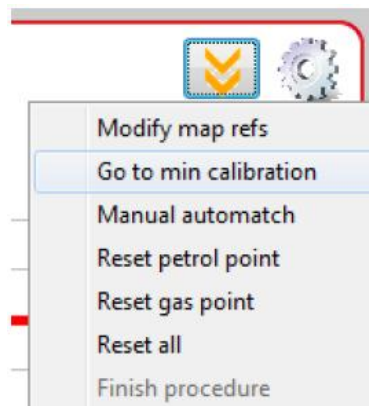 Modify map refs
Go to min calibration
Manual automatch
Reset petrol point
Reset gas point
Reset all
Finish procedure